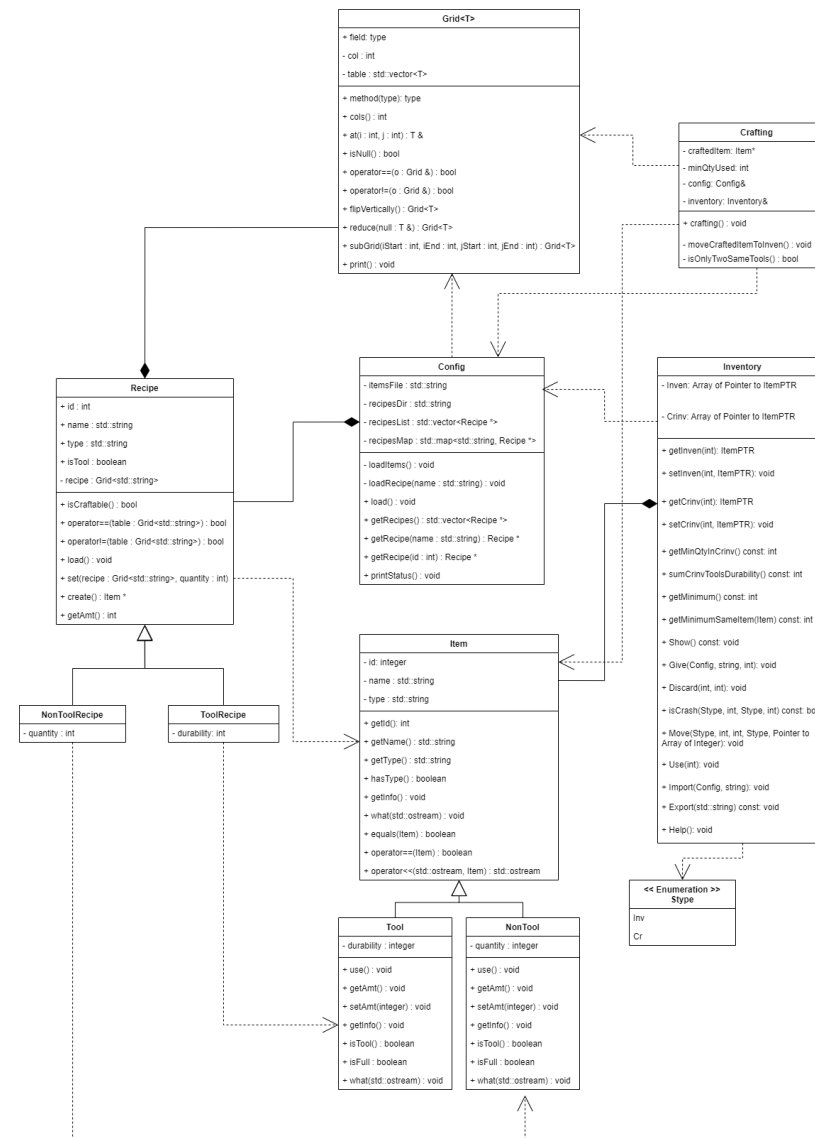 Grid<T>
+ field: type
- col : int
- table : std::vector<T>
+ method(type): type
+ cols() : int
+ at(i : int, j : int) : T &
+ isNull() : bool
+ operator==(o : Grid &) : bool
+ operator!=(o : Grid &) : bool
+ flipVertically() : Grid<T>
+ reduce(null : T &) : Grid<T>
+ subGrid(iStart : int, iEnd : int, jStart : int, jEnd : int) : Grid<T>
+ print() : void
Crafting
- craftedItem: Item*
- minQtyUsed: int
- config: Config&
- inventory: Inventory&
+ crafting() : void
- moveCraftedItemToInven() : void
- isOnlyTwoSameTools() : bool
Recipe
+ id : int
+ name : std::string
+ type : std::string
+ isTool : boolean
- recipe : Grid<std::string>
+ isCraftable() : bool
+ operator==(table : Grid<std::string>) : bool
+ operator!=(table : Grid<std::string>) : bool
+ load() : void
+ set(recipe : Grid<std::string>, quantity : int)
+ create() : Item *
+ getAmt() : int
Config
- itemsFile : std::string
- recipesDir : std::string
- recipesList : std::vector<Recipe *>
- recipesMap : std::map<std::string, Recipe *>
- loadItems() : void
- loadRecipe(name : std::string) : void
+ load() : void
+ getRecipes() : std::vector<Recipe *>
+ getRecipe(name : std::string) : Recipe *
+ getRecipe(id : int) : Recipe *
+ printStatus() : void
Inventory
- Inven: Array of Pointer to ItemPTR
- Crinv: Array of Pointer to ItemPTR
+ getInven(int): ItemPTR
+ setInven(int, ItemPTR): void
+ getCrinv(int): ItemPTR
+ setCrinv(int, ItemPTR): void
+ getMinQtyInCrinv() const: int
+ sumCrinvToolsDurability() const: int
+ getMinimum() const: int
+ getMinimumSameItem(Item) const: int
+ Show() const: void
+ Give(Config, string, int): void
+ Discard(int, int): void
+ isCrash(Stype, int, Stype, int) const: bo
+ Move(Stype, int, int, Stype, Pointer to
Array of Integer): void
+ Use(int): void
+ Import(Config, string): void
+ Export(std::string) const: void
+ Help(): void
Item
- id: integer
- name : std::string
- type : std::string
+ getId(): int
+ getName() : std::string
+ getType() : std::string
+ hasType() : boolean
+ getInfo() : void
+ what(std::ostream) : void
+ equals(Item) : boolean
+ operator==(Item) : boolean
+ operator<<(std::ostream, Item) : std::ostream
NonToolRecipe
- quantity : int
ToolRecipe
- durability: int
<< Enumeration >>
Stype
Inv
Cr
Tool
- durability : integer
+ use() : void
+ getAmt() : void
+ setAmt(integer) : void
+ getInfo() : void
+ isTool() : boolean
+ isFull : boolean
+ what(std::ostream) : void
NonTool
- quantity : integer
+ use() : void
+ getAmt() : void
+ setAmt(integer) : void
+ getInfo() : void
+ isTool() : boolean
+ isFull : boolean
+ what(std::ostream) : void